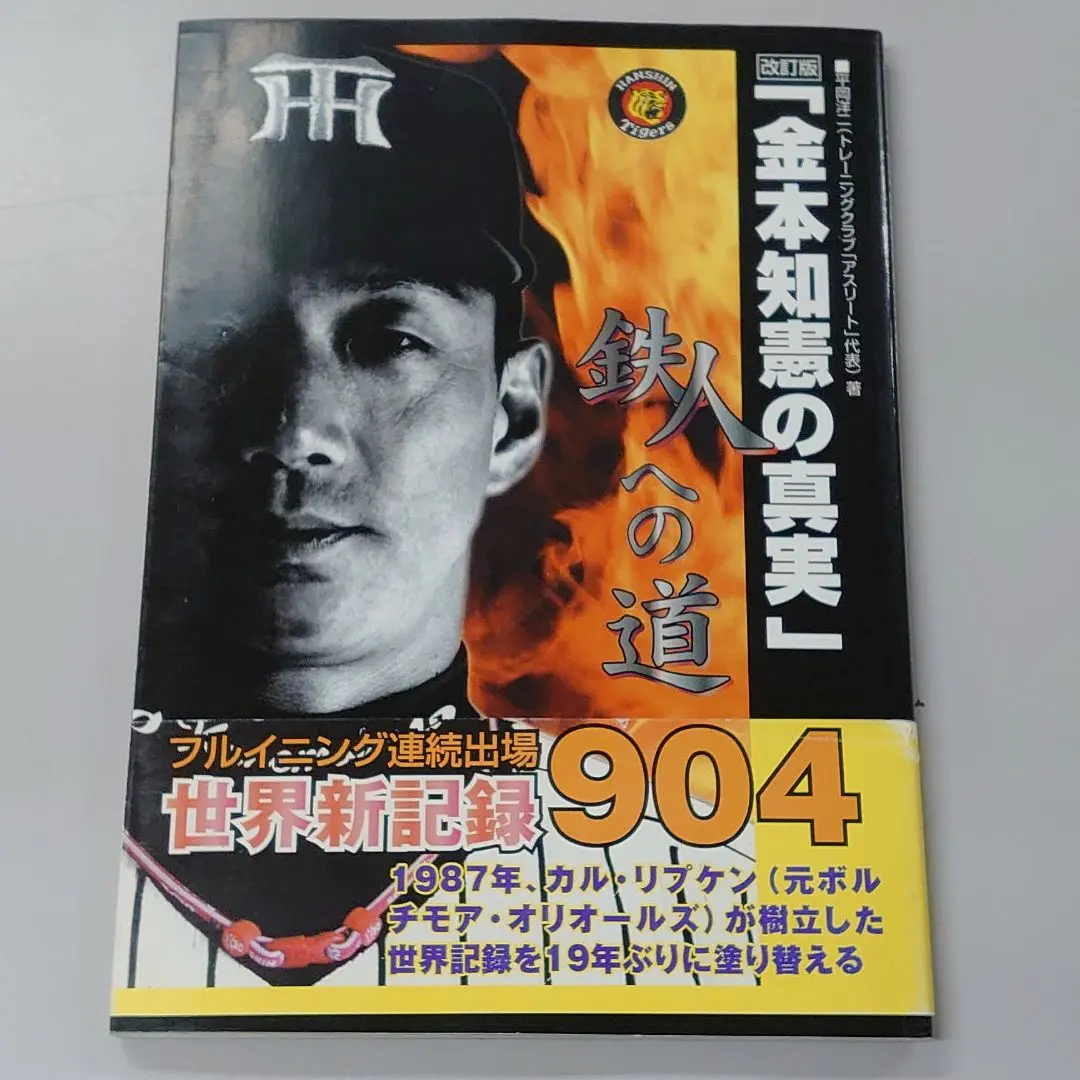 改訂版
「金本知憲の真実」
■平岡洋二(トレーニングクラブ「アスリート」代表) 著
鉄人への道
HANSHIN
Tigers
フルイニング連続出場
世界新記録
904
1987年、カル・リプケン(元ボル
チモア・オリオールズ)が樹立した
世界記録を19年ぶりに塗り替える